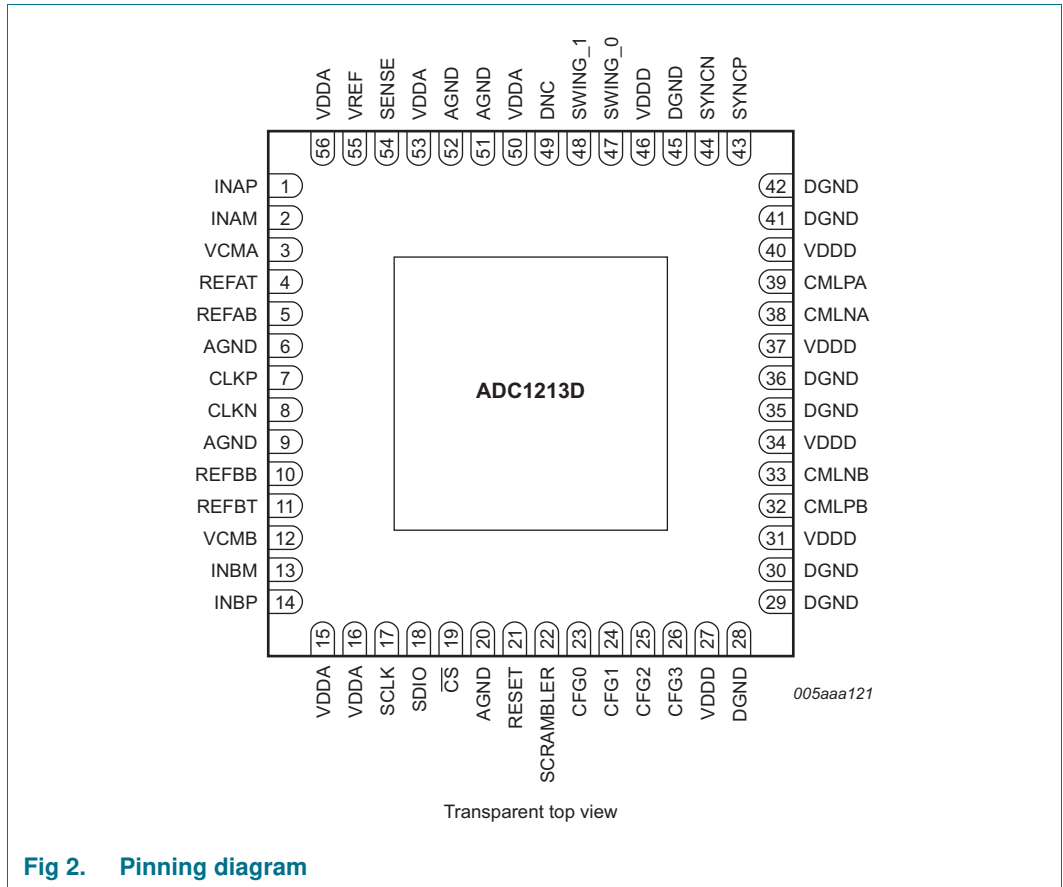 VDDA VREF SENSE VDDA AGND AGND VDDA DNC SWING_1 SWING_0 VDDD DGND SYNCN SYNCP
56 55 54 53 52 51 50 49 48 47 46 45 44 43
INAP 1 42 DGND
INAM 2 41 DGND
VCMA 3 40 VDDD
REFAT 4 39 CMLPA
REFAB 5 38 CMLNA
AGND 6 37 VDDD
CLKP 7 36 DGND
CLKN 8 35 DGND
AGND 9 34 VDDD
REFBB 10 33 CMLNB
REFBT 11 32 CMLPB
VCMB 12 31 VDDD
INBM 13 30 DGND
INBP 14 29 DGND
ADC1213D
15 16 17 18 19 20 21 22 23 24 25 26 27 28
VDDA VDDA SCLK SDIO CS AGND RESET SCRAMBLER CFG0 CFG1 CFG2 CFG3 VDDD DGND
005aaa121
Transparent top view
Fig 2. Pinning diagram